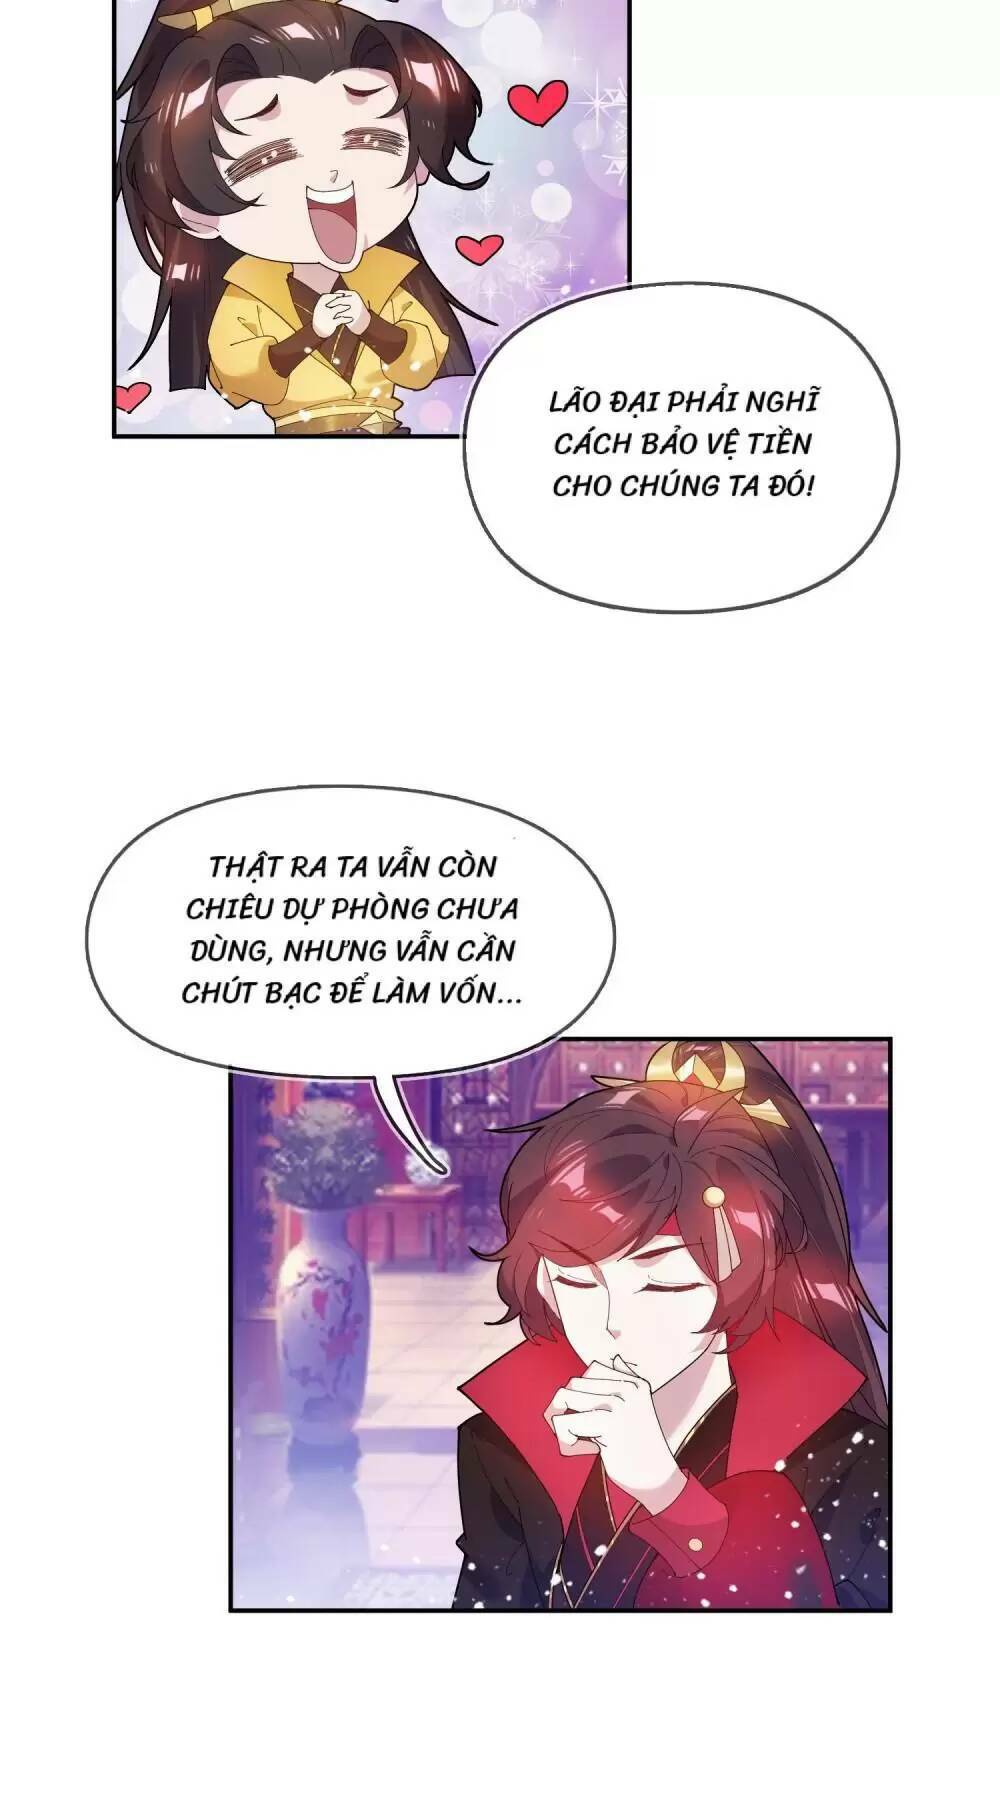 LÃO ĐẠI PHẢI NGHĨ
CÁCH BẢO VỆ TIỀN
CHO CHÚNG TA ĐÓ!
THẬT RA TA VẪN CÒN
CHIÊU DỰ PHÒNG CHƯA
DÙNG, NHƯNG VẪN CẦN
CHÚT BẠC ĐỂ LÀM VỐN...